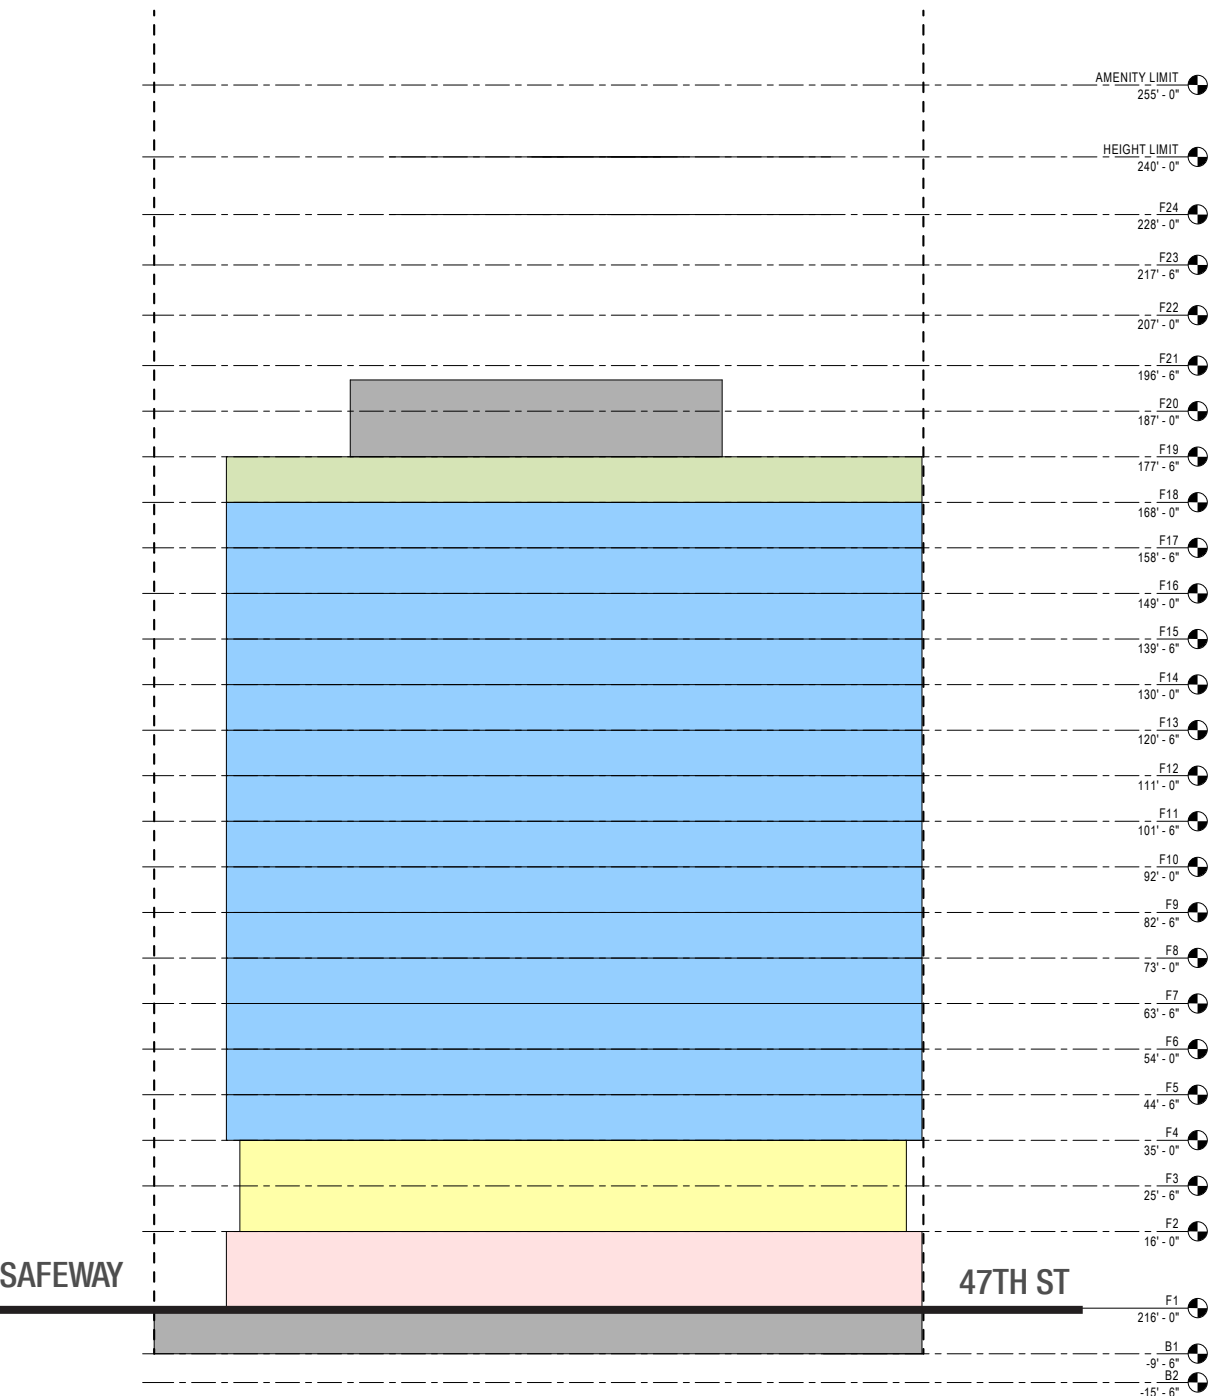 AMENITY LIMIT
255' - 0"
HEIGHT LIMIT
240' - 0"
F24
228' - 0"
F23
217' - 6"
F22
207' - 0"
F21
196' - 6"
F20
187' - 0"
F19
177' - 6"
F18
168' - 0"
F17
158' - 6"
F16
149' - 0"
F15
139' - 6"
F14
130' - 0"
F13
120' - 6"
F12
111' - 0"
F11
101' - 6"
F10
92' - 0"
F9
82' - 6"
F8
73' - 0"
F7
63' - 6"
F6
54' - 0"
F5
44' - 6"
F4
35' - 0"
F3
25' - 6"
F2
16' - 0"
SAFEWAY
47TH ST
F1
216' - 0"
B1
-9' - 6"
B2
-15' - 6"